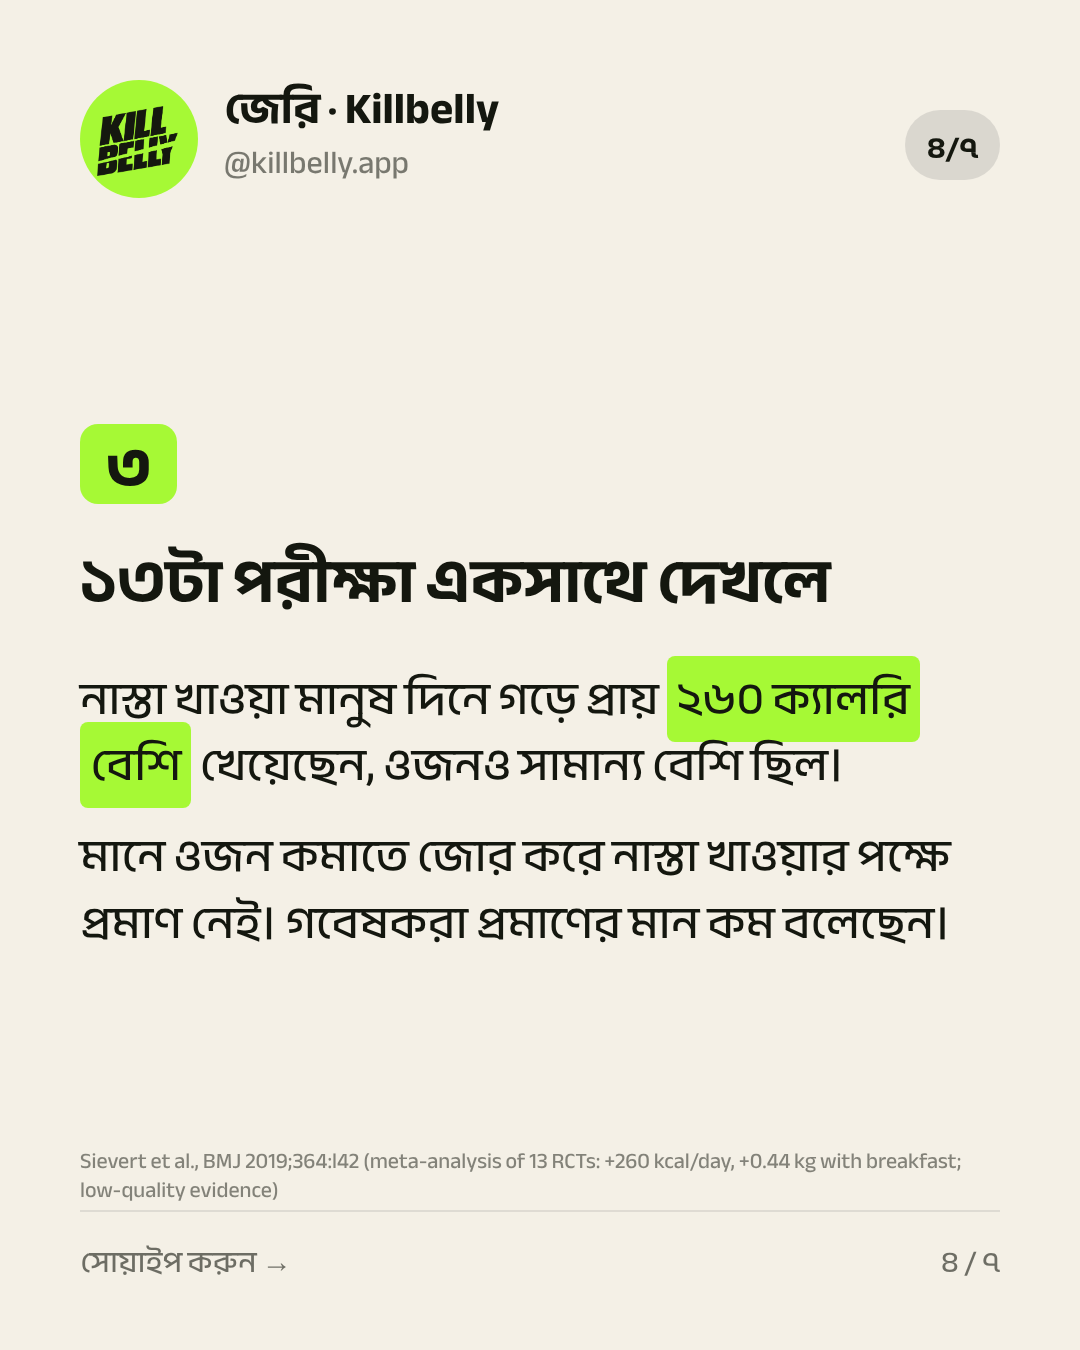 KILL
BELLY
BELLY
জেরি · Killbelly
@killbelly.app
৪/৭
৩
১৩টা পরীক্ষা একসাথে দেখলে
নাস্তা খাওয়া মানুষ দিনে গড়ে প্রায় ২৬০ ক্যালরি
বেশি খেয়েছেন, ওজনও সামান্য বেশি ছিল।
মানে ওজন কমাতে জোর করে নাস্তা খাওয়ার পক্ষে
প্রমাণ নেই। গবেষকরা প্রমাণের মান কম বলেছেন।
Sievert et al., BMJ 2019;364:l42 (meta-analysis of 13 RCTs: +260 kcal/day, +0.44 kg with breakfast;
low-quality evidence)
সোয়াইপ করুন →
৪ / ৭